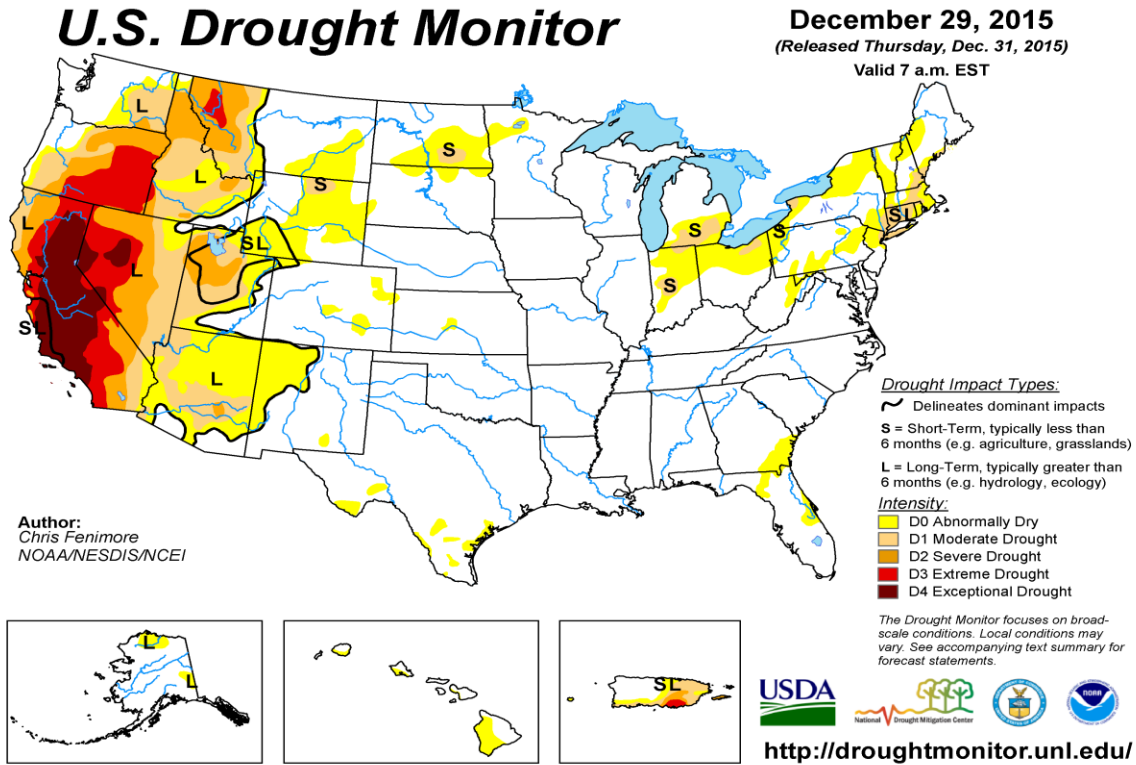 U.S. Drought Monitor
December 29, 2015
(Released Thursday, Dec. 31, 2015)
Valid 7 a.m. EST
L
S
S
L
L
SL
S
S
SL
S
L
SL
L
Drought Impact Types:
Delineates dominant impacts
S = Short-Term, typically less than
6 months (e.g. agriculture, grasslands)
L = Long-Term, typically greater than
6 months (e.g. hydrology, ecology)
Intensity:
D0 Abnormally Dry
D1 Moderate Drought
D2 Severe Drought
D3 Extreme Drought
D4 Exceptional Drought
Author:
Chris Fenimore
NOAA/NESDIS/NCEI
The Drought Monitor focuses on broad-
scale conditions. Local conditions may
vary. See accompanying text summary for
forecast statements.
L
L
SL
USDA
National Drought Mitigation Center
NOAA
http://droughtmonitor.unl.edu/